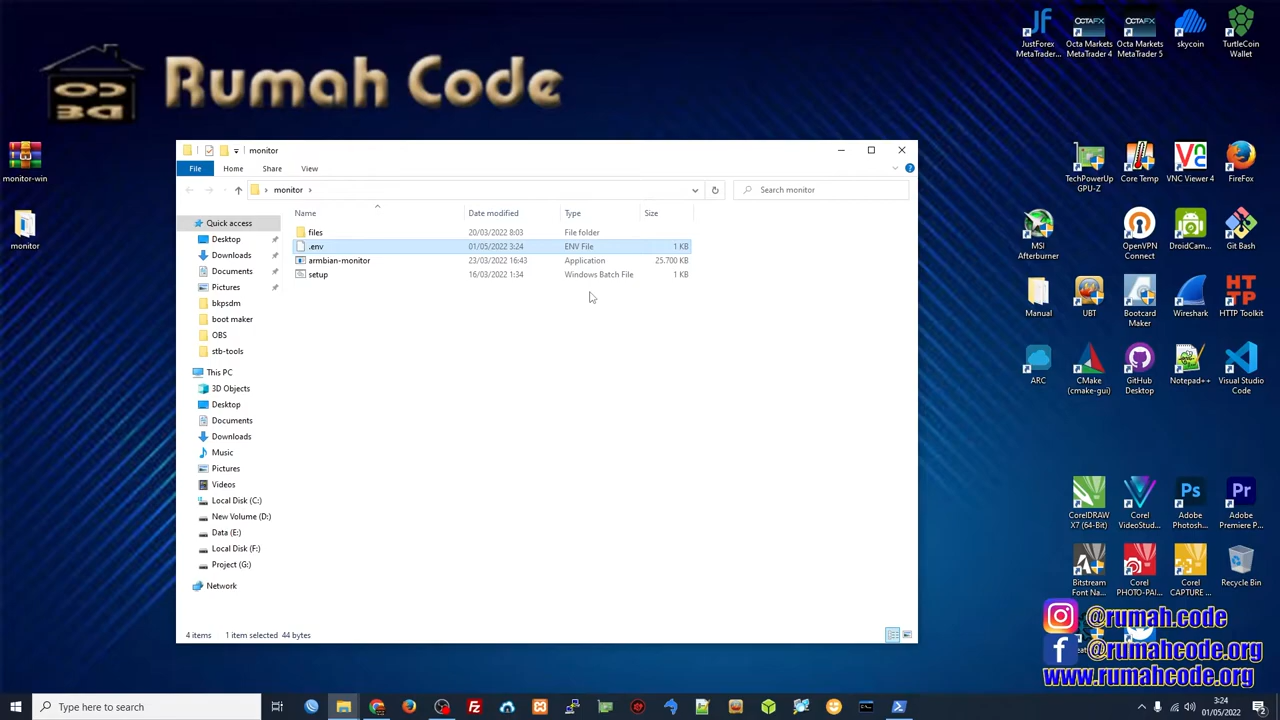 Rumah Code
JustForex
MetaTrader...
Octa Markets
MetaTrader 4
Octa Markets
MetaTrader 5
skycoin
TurtleCoin
Wallet
monitor-win
monitor
TechPowerUp
GPU-Z
Core Temp
VNC Viewer 4
FireFox
MSI
Afterburner
OpenVPN
Connect
DroidCam...
Git Bash
Manual
UBT
Bootcard
Maker
Wireshark
HTTP Toolkit
ARC
CMake
(cmake-gui)
GitHub
Desktop
Notepad++
Visual Studio
Code
CorelDRAW
X7 (64-Bit)
Corel
VideoStud...
Adobe
Photosh...
Adobe
Premiere P...
Bitstream
Font Na...
Corel
PHOTO-PAI...
Corel
CAPTURE ...
Recycle Bin
monitor
File Home Share View
monitor
Search monitor
Name Date modified Type Size
files 20/03/2022 8:03 File folder
.env 01/05/2022 3:24 ENV File 1 KB
armbian-monitor 23/03/2022 16:43 Application 25.700 KB
setup 16/03/2022 1:34 Windows Batch File 1 KB
Quick access
Desktop
Downloads
Documents
Pictures
bkpsdm
boot maker
OBS
stb-tools
This PC
3D Objects
Desktop
Documents
Downloads
Music
Pictures
Videos
Local Disk (C:)
New Volume (D:)
Data (E:)
Local Disk (F:)
Project (G:)
Network
4 items 1 item selected 44 bytes
@rumah.code
@rumahcode.org
www.rumahcode.org
Type here to search
3:24
01/05/2022